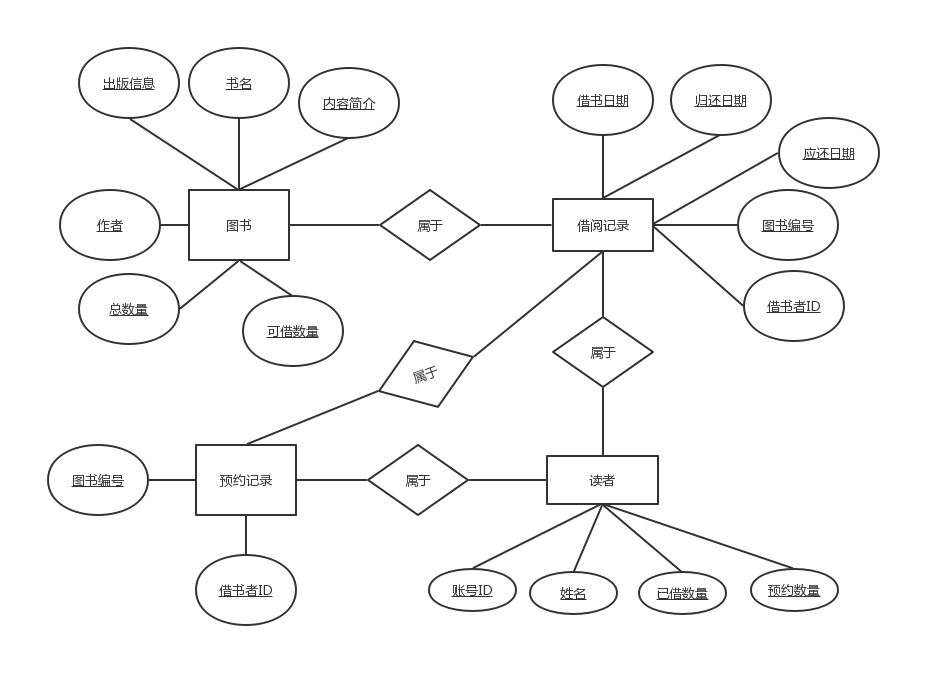 出版信息
书名
内容简介
借书日期
归还日期
应还日期
作者
图书
属于
借阅记录
图书编号
总数量
可借数量
借书者ID
属于
属于
图书编号
预约记录
属于
读者
借书者ID
账号ID
姓名
已借数量
预约数量